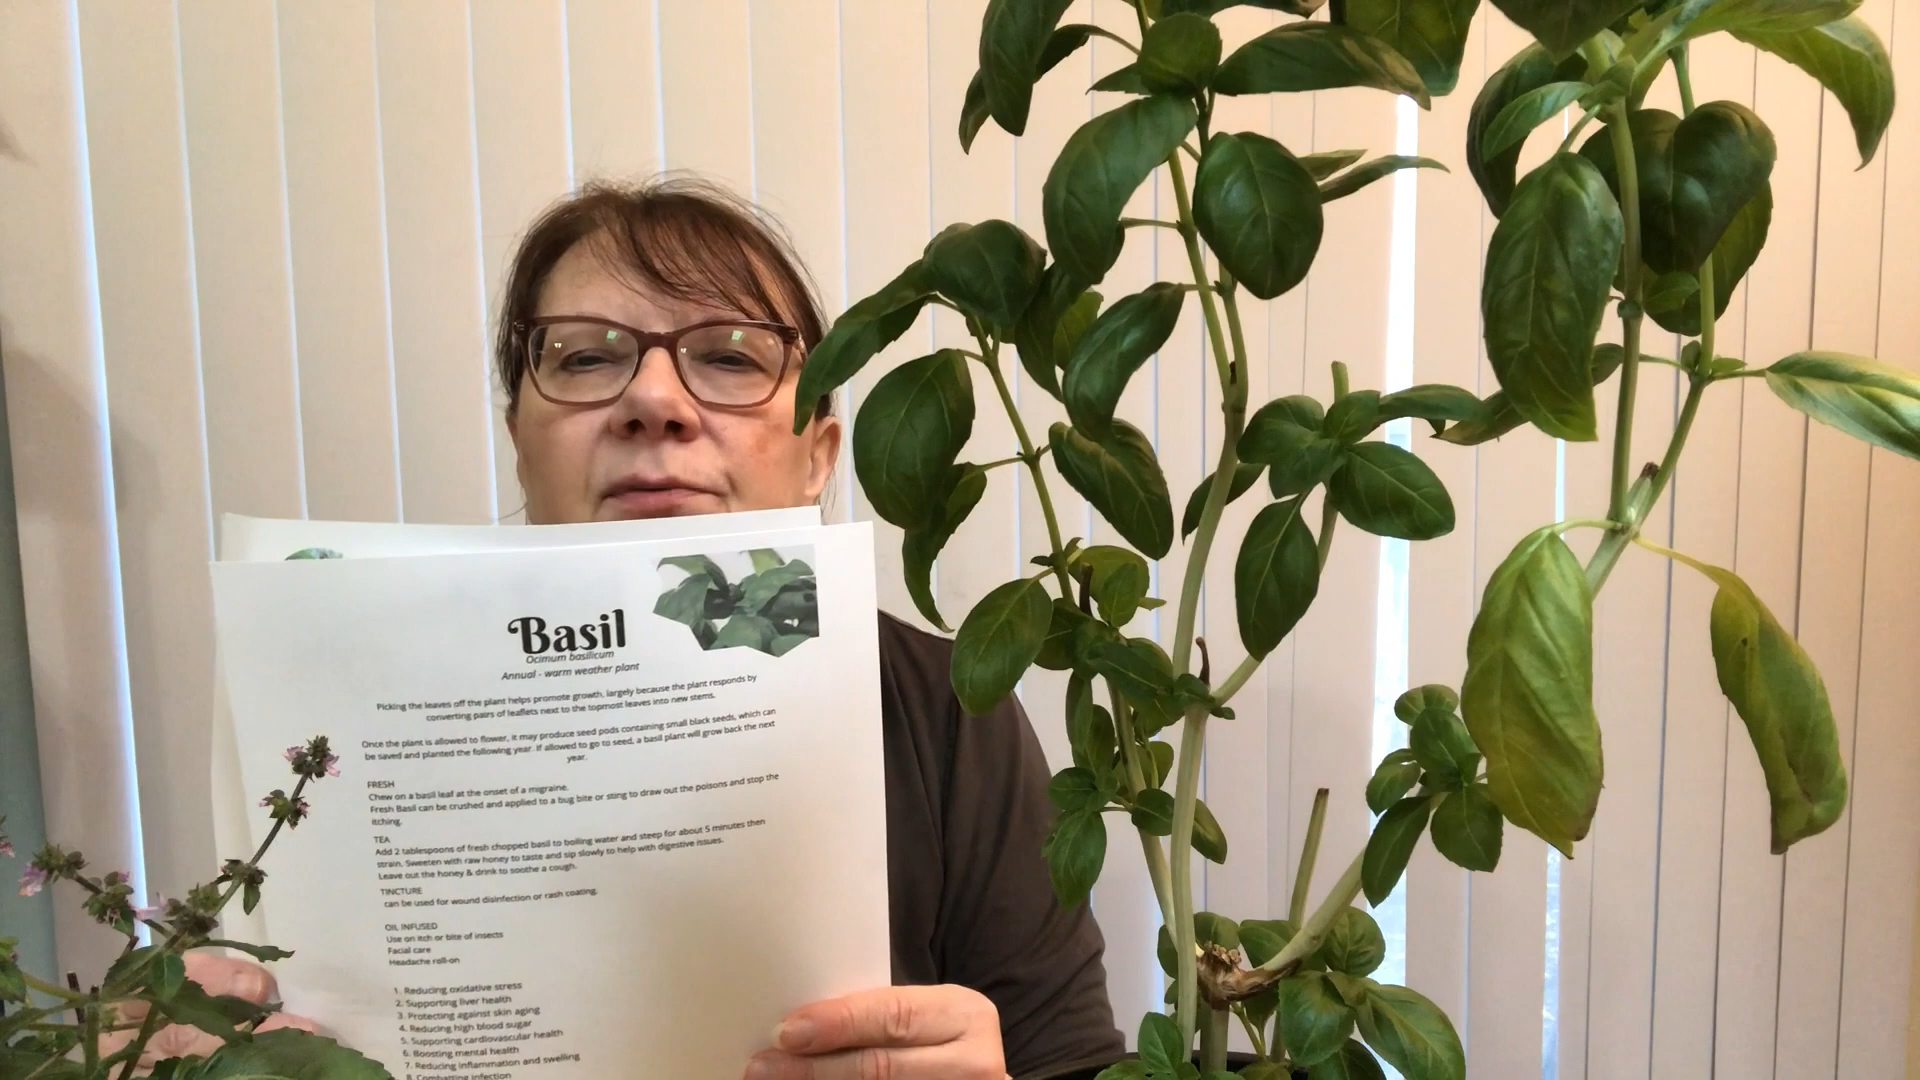 Basil
Ocimum basilicum
Annual - warm weather plant
Picking the leaves off the plant helps promote growth, largely because the plant responds by
converting pairs of leaflets next to the topmost leaves into new stems.
Once the plant is allowed to flower, it may produce seed pods containing small black seeds, which can
be saved and planted the following year. If allowed to go to seed, a basil plant will grow back the next
year.
FRESH
Chew on a basil leaf at the onset of a migraine.
Fresh Basil can be crushed and applied to a bug bite or sting to draw out the poisons and stop the
itching.
TEA
Add 2 tablespoons of fresh chopped basil to boiling water and steep for about 5 minutes then
strain. Sweeten with raw honey to taste and sip slowly to help with digestive issues.
Leave out the honey & drink to soothe a cough.
TINCTURE
can be used for wound disinfection or rash coating.
OIL INFUSED
Use on itch or bite of insects
Facial care
Headache roll-on
1. Reducing oxidative stress
2. Supporting liver health
3. Protecting against skin aging
4. Reducing high blood sugar
5. Supporting cardiovascular health
6. Boosting mental health
7. Reducing inflammation and swelling
8. Combatting infection